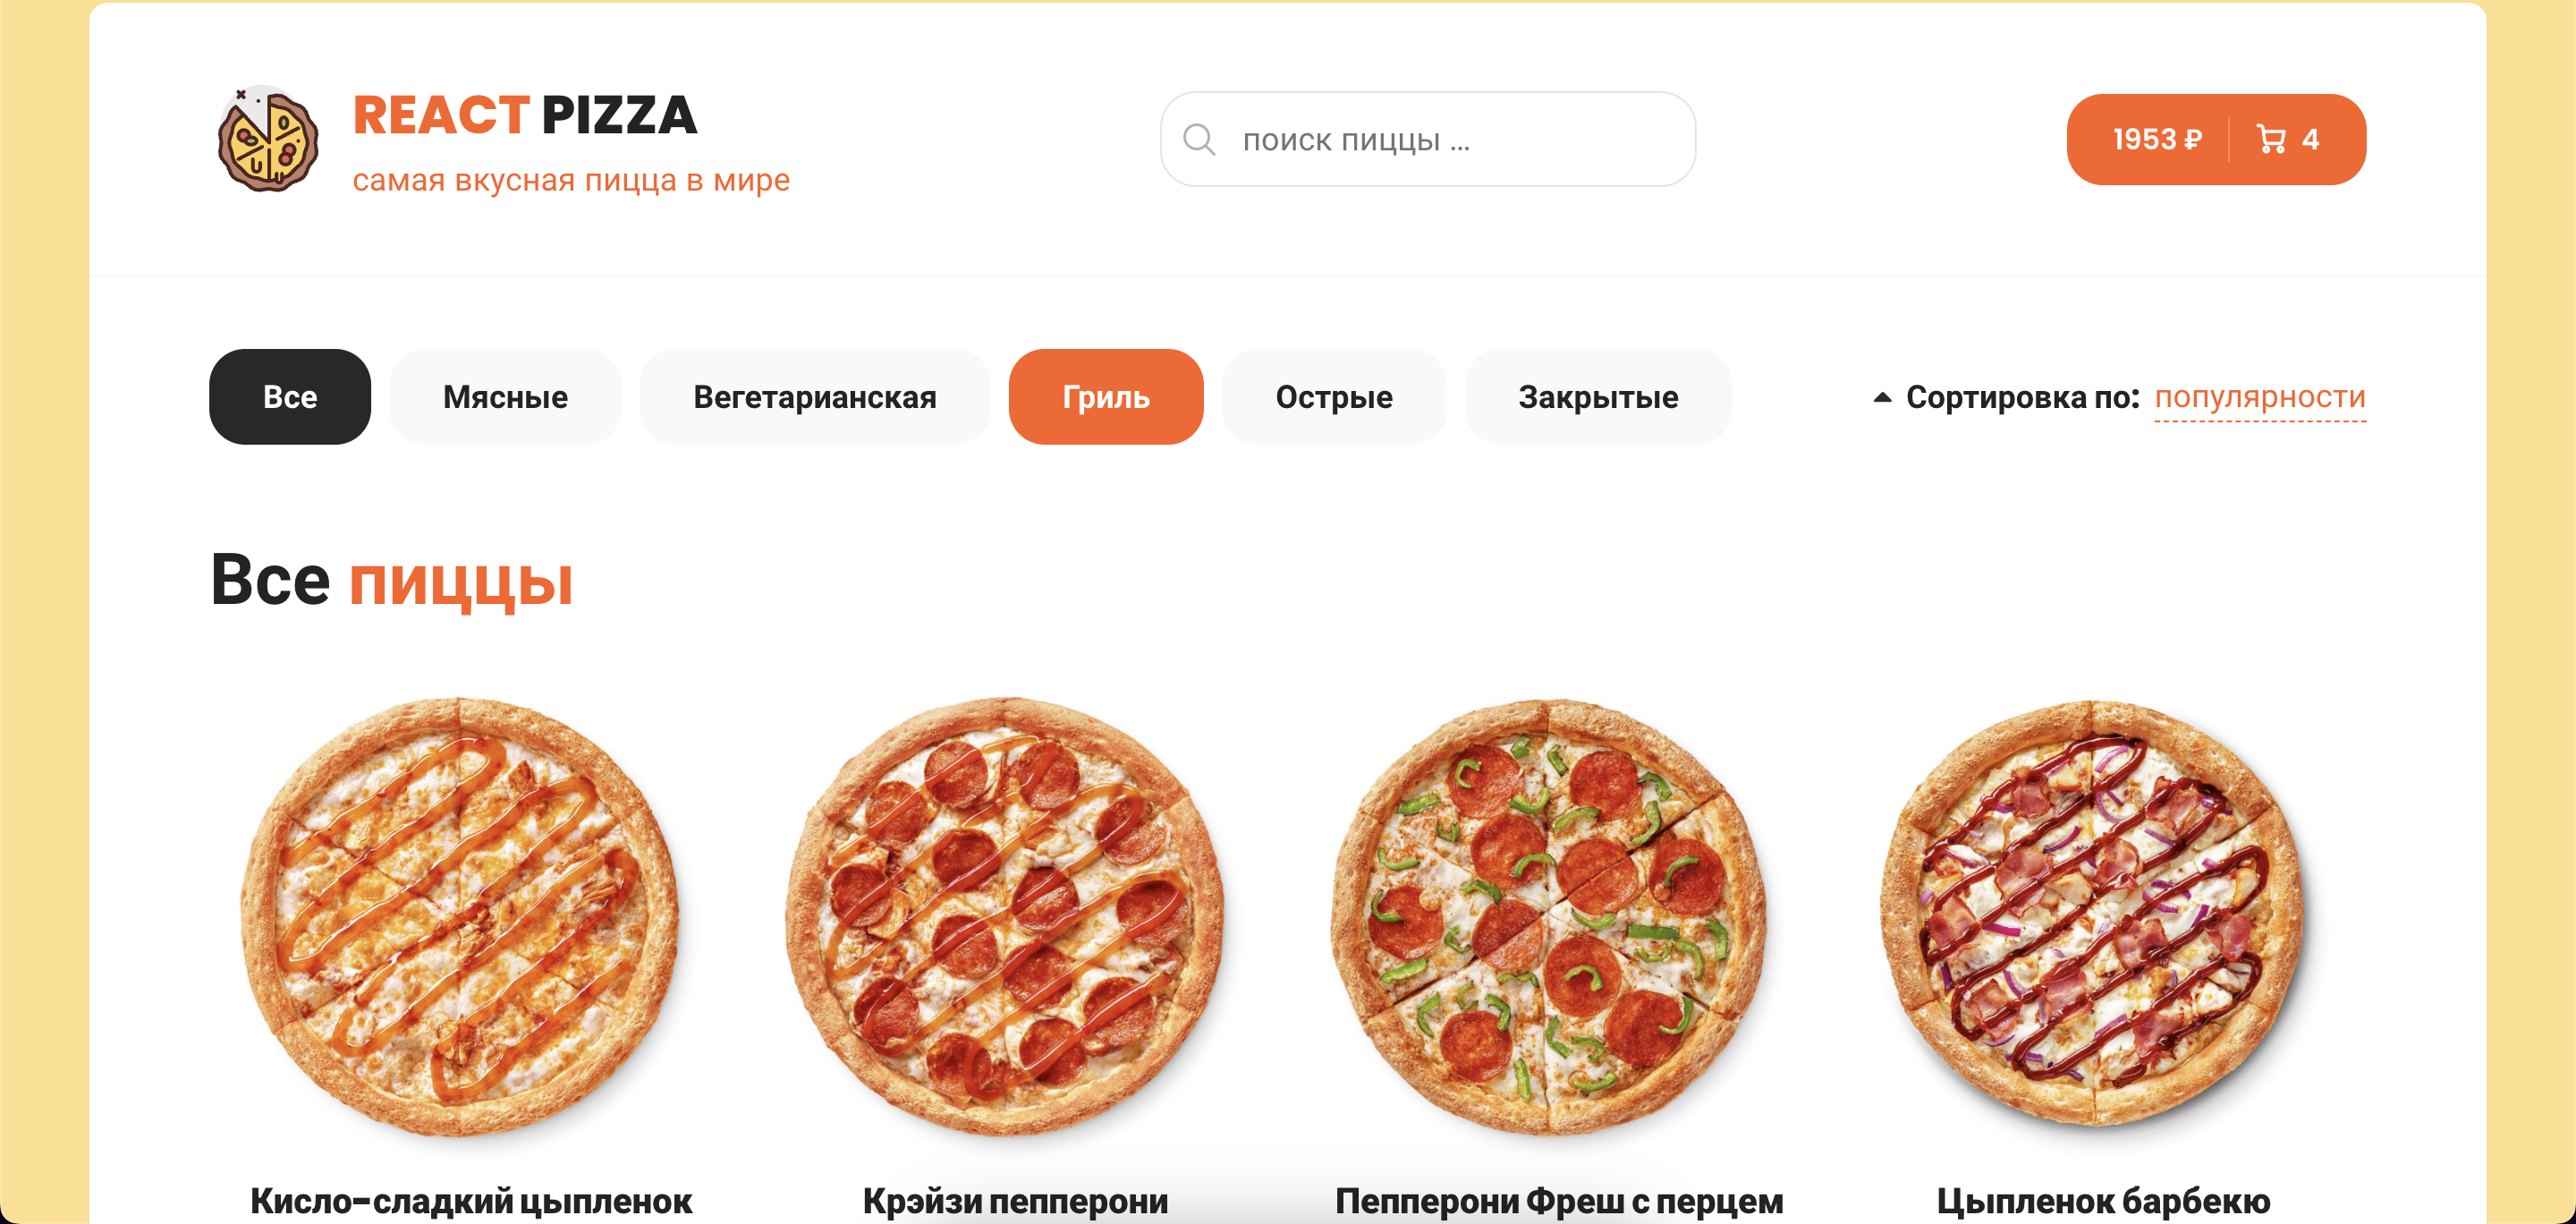 REACT PIZZA
самая вкусная пицца в мире
поиск пиццы ...
1953 ₽ 4
Все Мясные Вегетарианская Гриль Острые Закрытые
Сортировка по: популярности
Все пиццы
Кисло-сладкий цыпленок
Крэйзи пепперони
Пепперони Фреш с перцем
Цыпленок барбекю